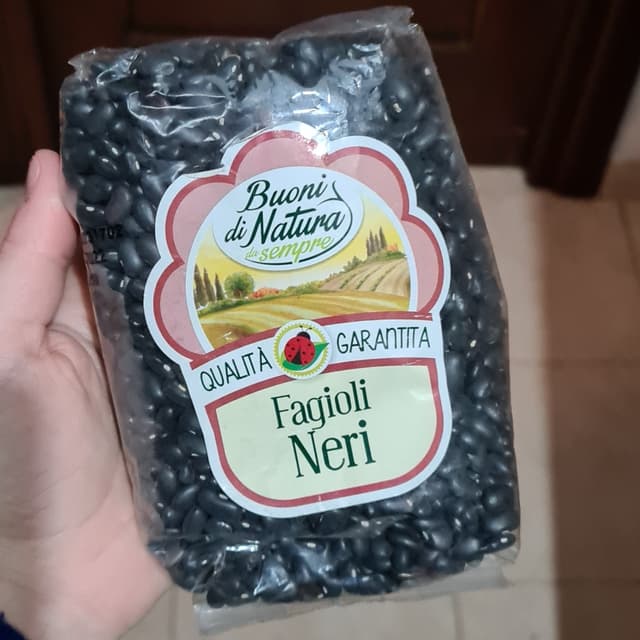 Buoni
di Natura
da sempre
QUALITÀ GARANTITA
Fagioli
Neri